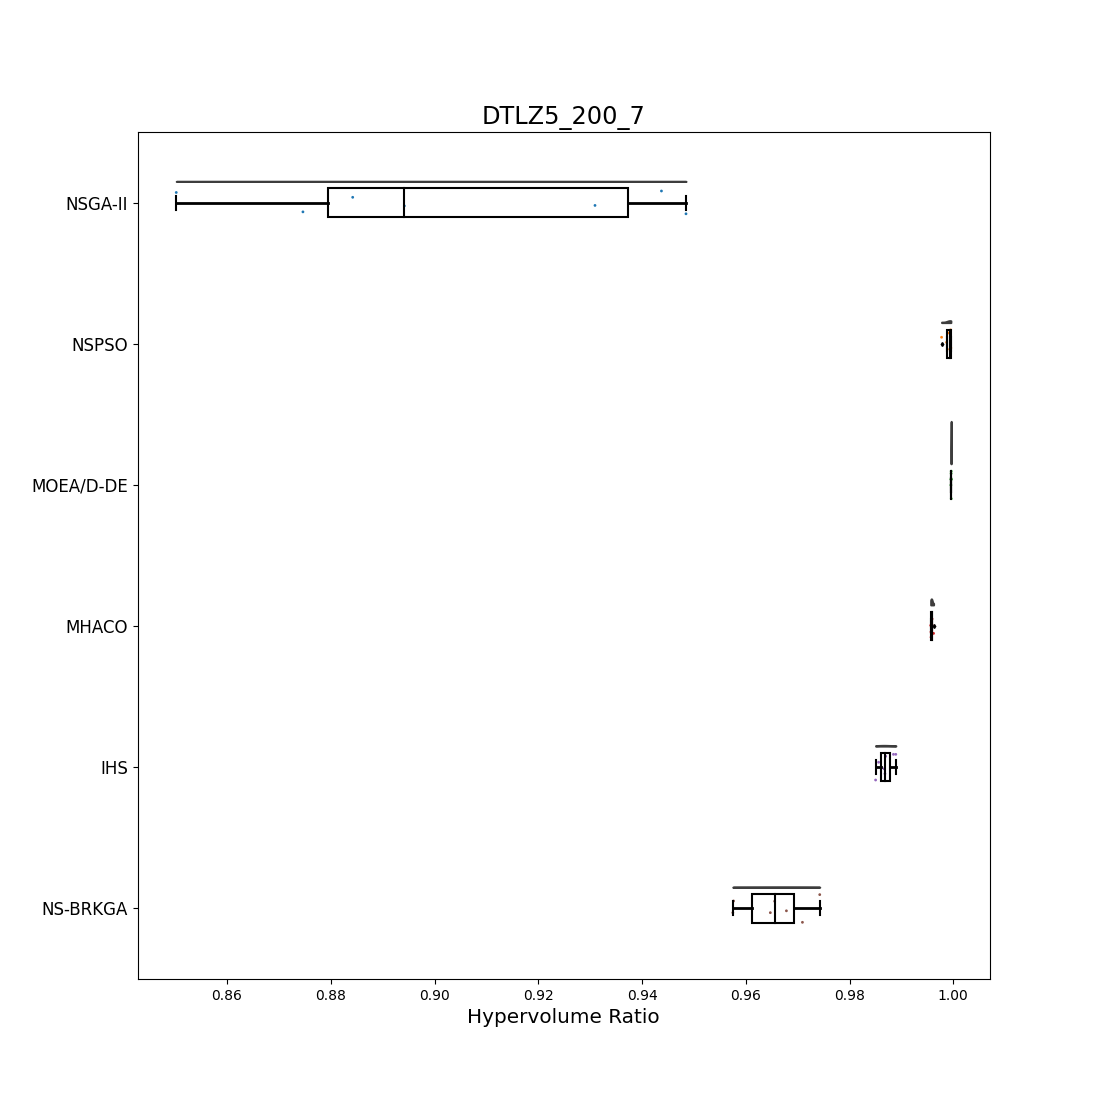 DTLZ5_200_7
NSGA-II
NSPSO
MOEA/D-DE
MHACO
IHS
NS-BRKGA
0.86 0.88 0.90 0.92 0.94 0.96 0.98 1.00
Hypervolume Ratio